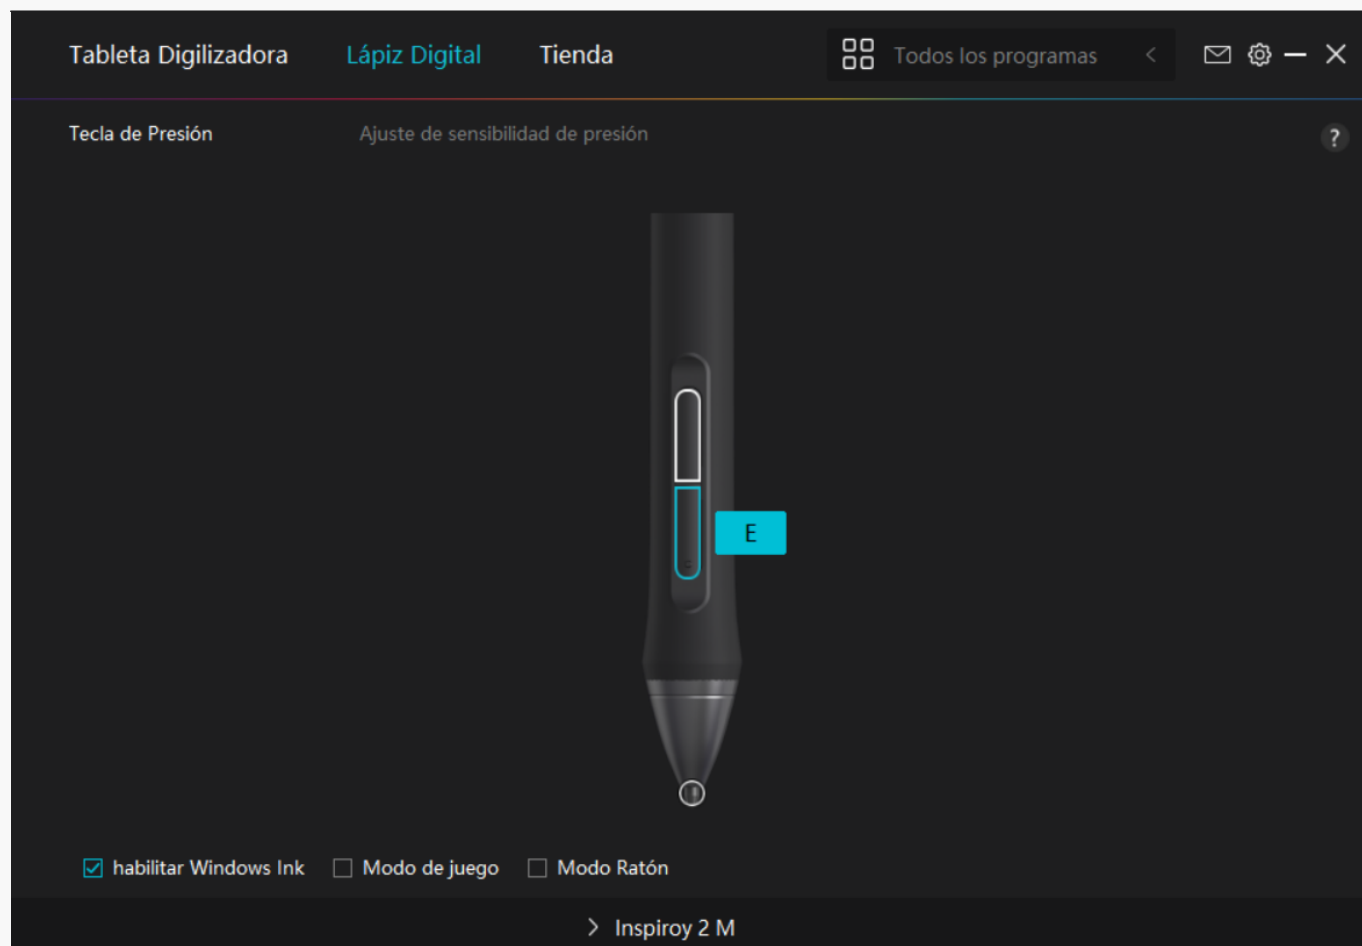 Tableta Digilizadora Lápiz Digital Tienda Todos los programas
Tecla de Presión Ajuste de sensibilidad de presión ?
E
habilitar Windows Ink Modo de juego Modo Ratón
Inspiroy 2 M